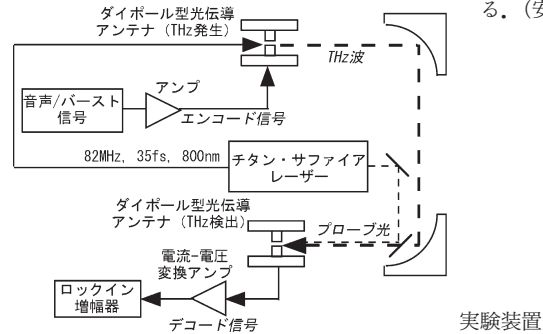 る．（安
ダイポール型光伝導
アンテナ（THz発生）
THz波
音声/バースト
信号
アンプ
エンコード信号
82MHz, 35fs, 800nm
チタン・サファイア
レーザー
ダイポール型光伝導
アンテナ（THz検出）
プローブ光
電流−電圧
変換アンプ
ロックイン
増幅器
デコード信号
実験装置